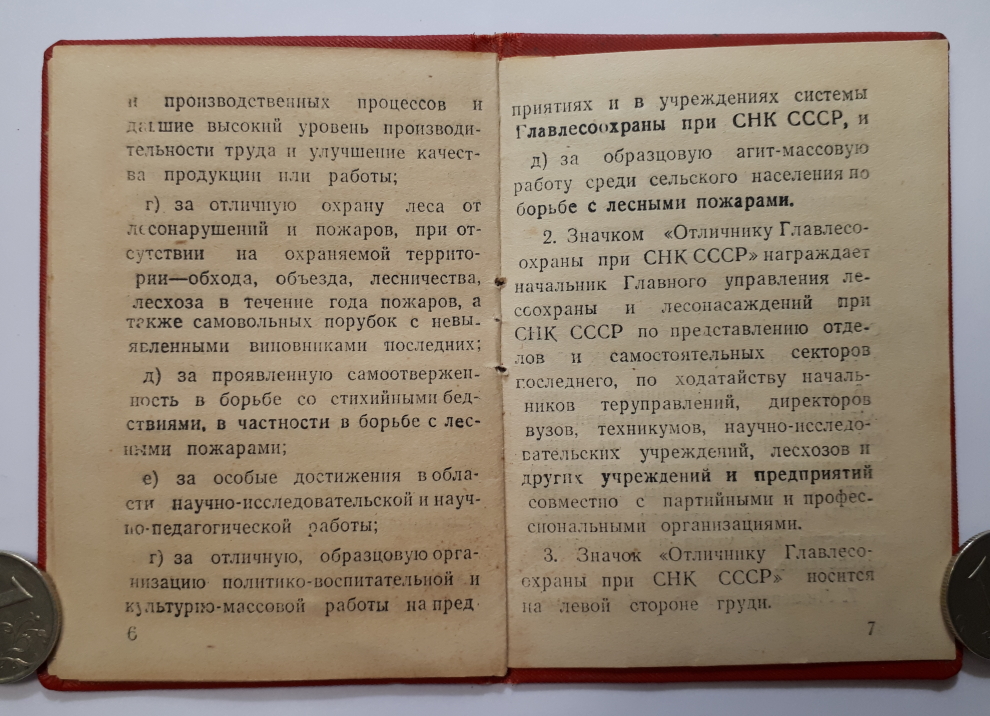 и производственных процессов и
давшие высокий уровень производи-
тельности труда и улучшение качест-
ва продукции или работы;
г) за отличную охрану леса от
лесонарушений и пожаров, при от-
сутствии на охраняемой террито-
рии—обхода, объезда, лесничества,
лесхоза в течение года пожаров, а
также самовольных порубок с невы-
явленными виновниками последних;
д) за проявленную самоотвержен-
ность в борьбе со стихийными бед-
ствиями, в частности в борьбе с лес-
ными пожарами;
е) за особые достижения в обла-
сти научно-исследовательской и науч-
но-педагогической работы;
г) за отличную, образцовую орга-
низацию политико-воспитательной и
культурно-массовой работы на пред
6
приятиях и в учреждениях системы
Главлесоохраны при СНК СССР, и
д) за образцовую агит-массовую
работу среди сельского населения по
борьбе с лесными пожарами.
2. Значком «Отличнику Главлесо-
охраны при СНК СССР» награждает
начальник Главного управления ле-
соохраны и лесонасаждений при
СНК СССР по представлению отде-
лов и самостоятельных секторов
последнего, по ходатайству началь-
ников теруправлений, директоров
вузов, техникумов, научно-исследо-
вательских учреждений, лесхозов и
других учреждений и предприятий
совместно с партийными и профес-
сиональными организациями.
3. Значок «Отличнику Главлесо-
охраны при СНК СССР» носится
на левой стороне груди.
7